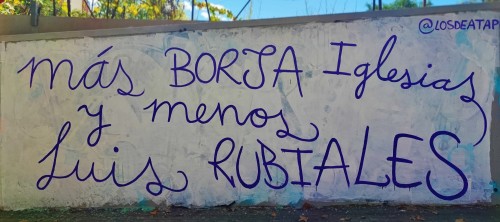 @LOSDEATAP
más BORJA Iglesias
y menos
Luis RUBIALES